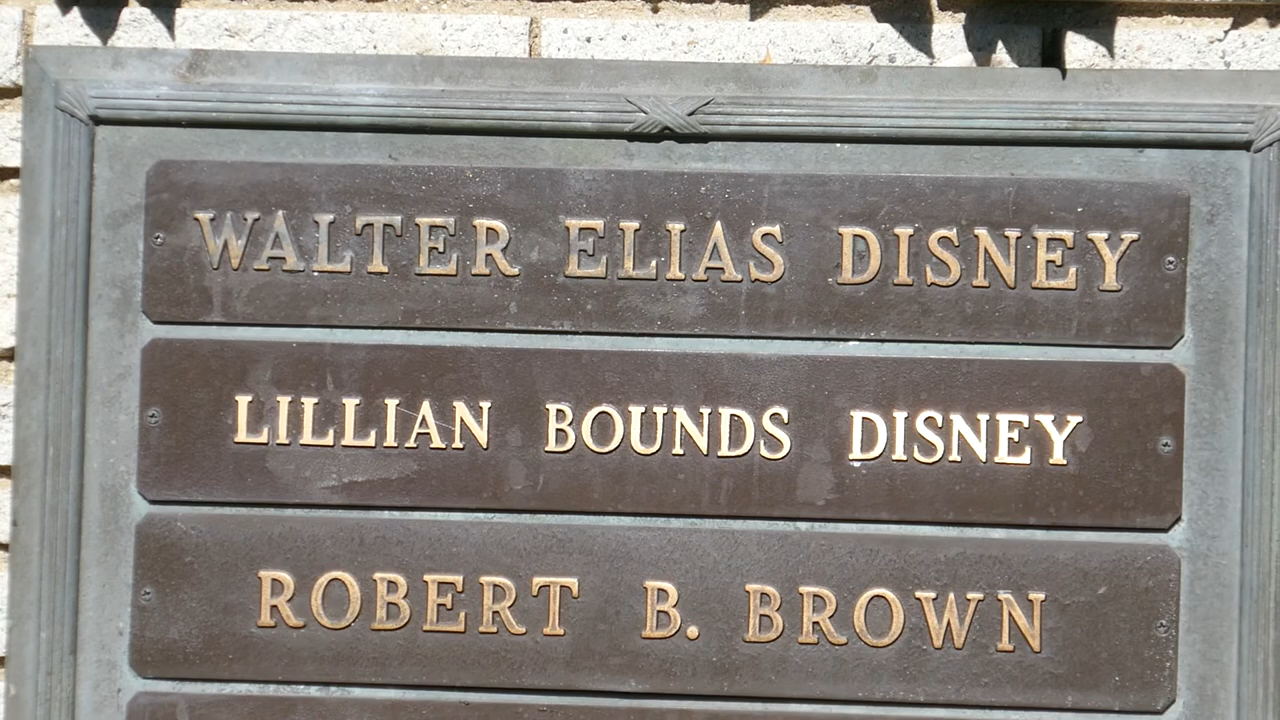 WALTER ELIAS DISNEY
LILLIAN BOUNDS DISNEY
ROBERT B. BROWN